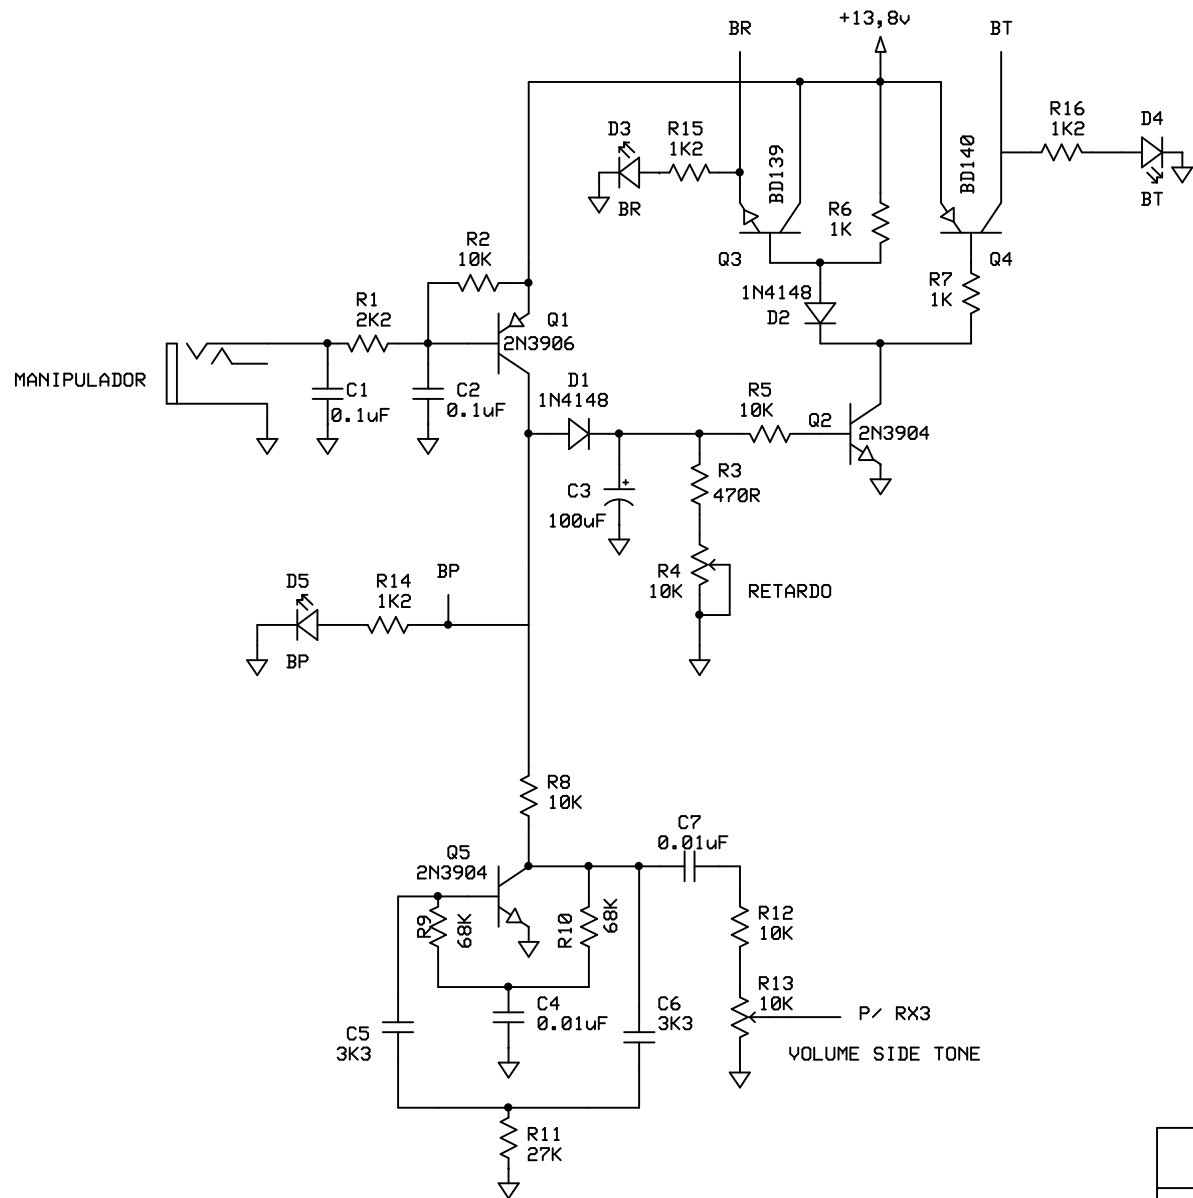 +13,8v
BR
BT
R16
1K2
D4
BT
D3
BR
R15
1K2
BD139
BD140
R6
1K
Q3
Q4
R7
1K
1N4148
D2
R2
10K
R1
2K2
Q1
2N3906
MANIPULADOR
C1
0.1uF
C2
0.1uF
D1
1N4148
R5
10K
Q2
2N3904
C3
+
100uF
R3
470R
R4
10K
RETARDO
D5
BP
R14
1K2
BP
R8
10K
C7
0.01uF
Q5
2N3904
R9
68K
R10
68K
R12
10K
R13
10K
P/ RX3
VOLUME SIDE TONE
C4
0.01uF
C6
3K3
C5
3K3
R11
27K